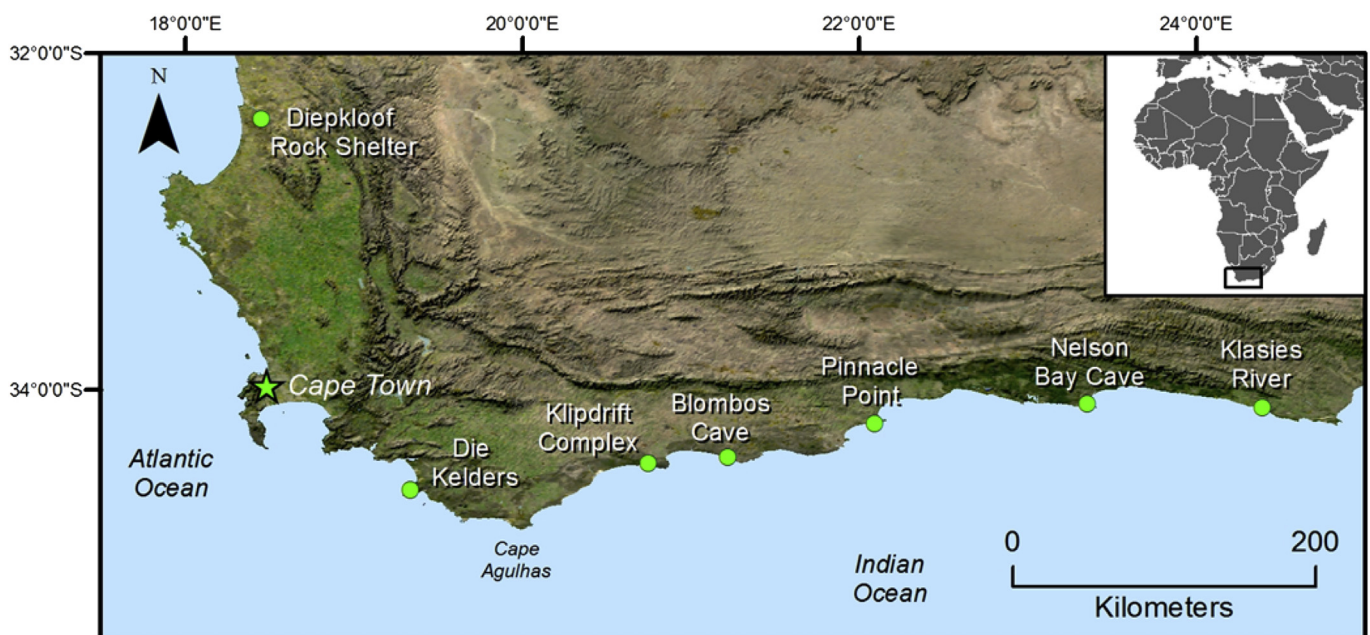 18°0'0"E
20°0'0"E
22°0'0"E
24°0'0"E
32°0'0"S
N
Diepkloof
Rock Shelter
34°0'0"S
Cape Town
Atlantic
Ocean
Die
Kelders
Klipdrift
Complex
Blombos
Cave
Pinnacle
Point
Nelson
Bay Cave
Klasies
River
Cape
Agulhas
Indian
Ocean
0
200
Kilometers